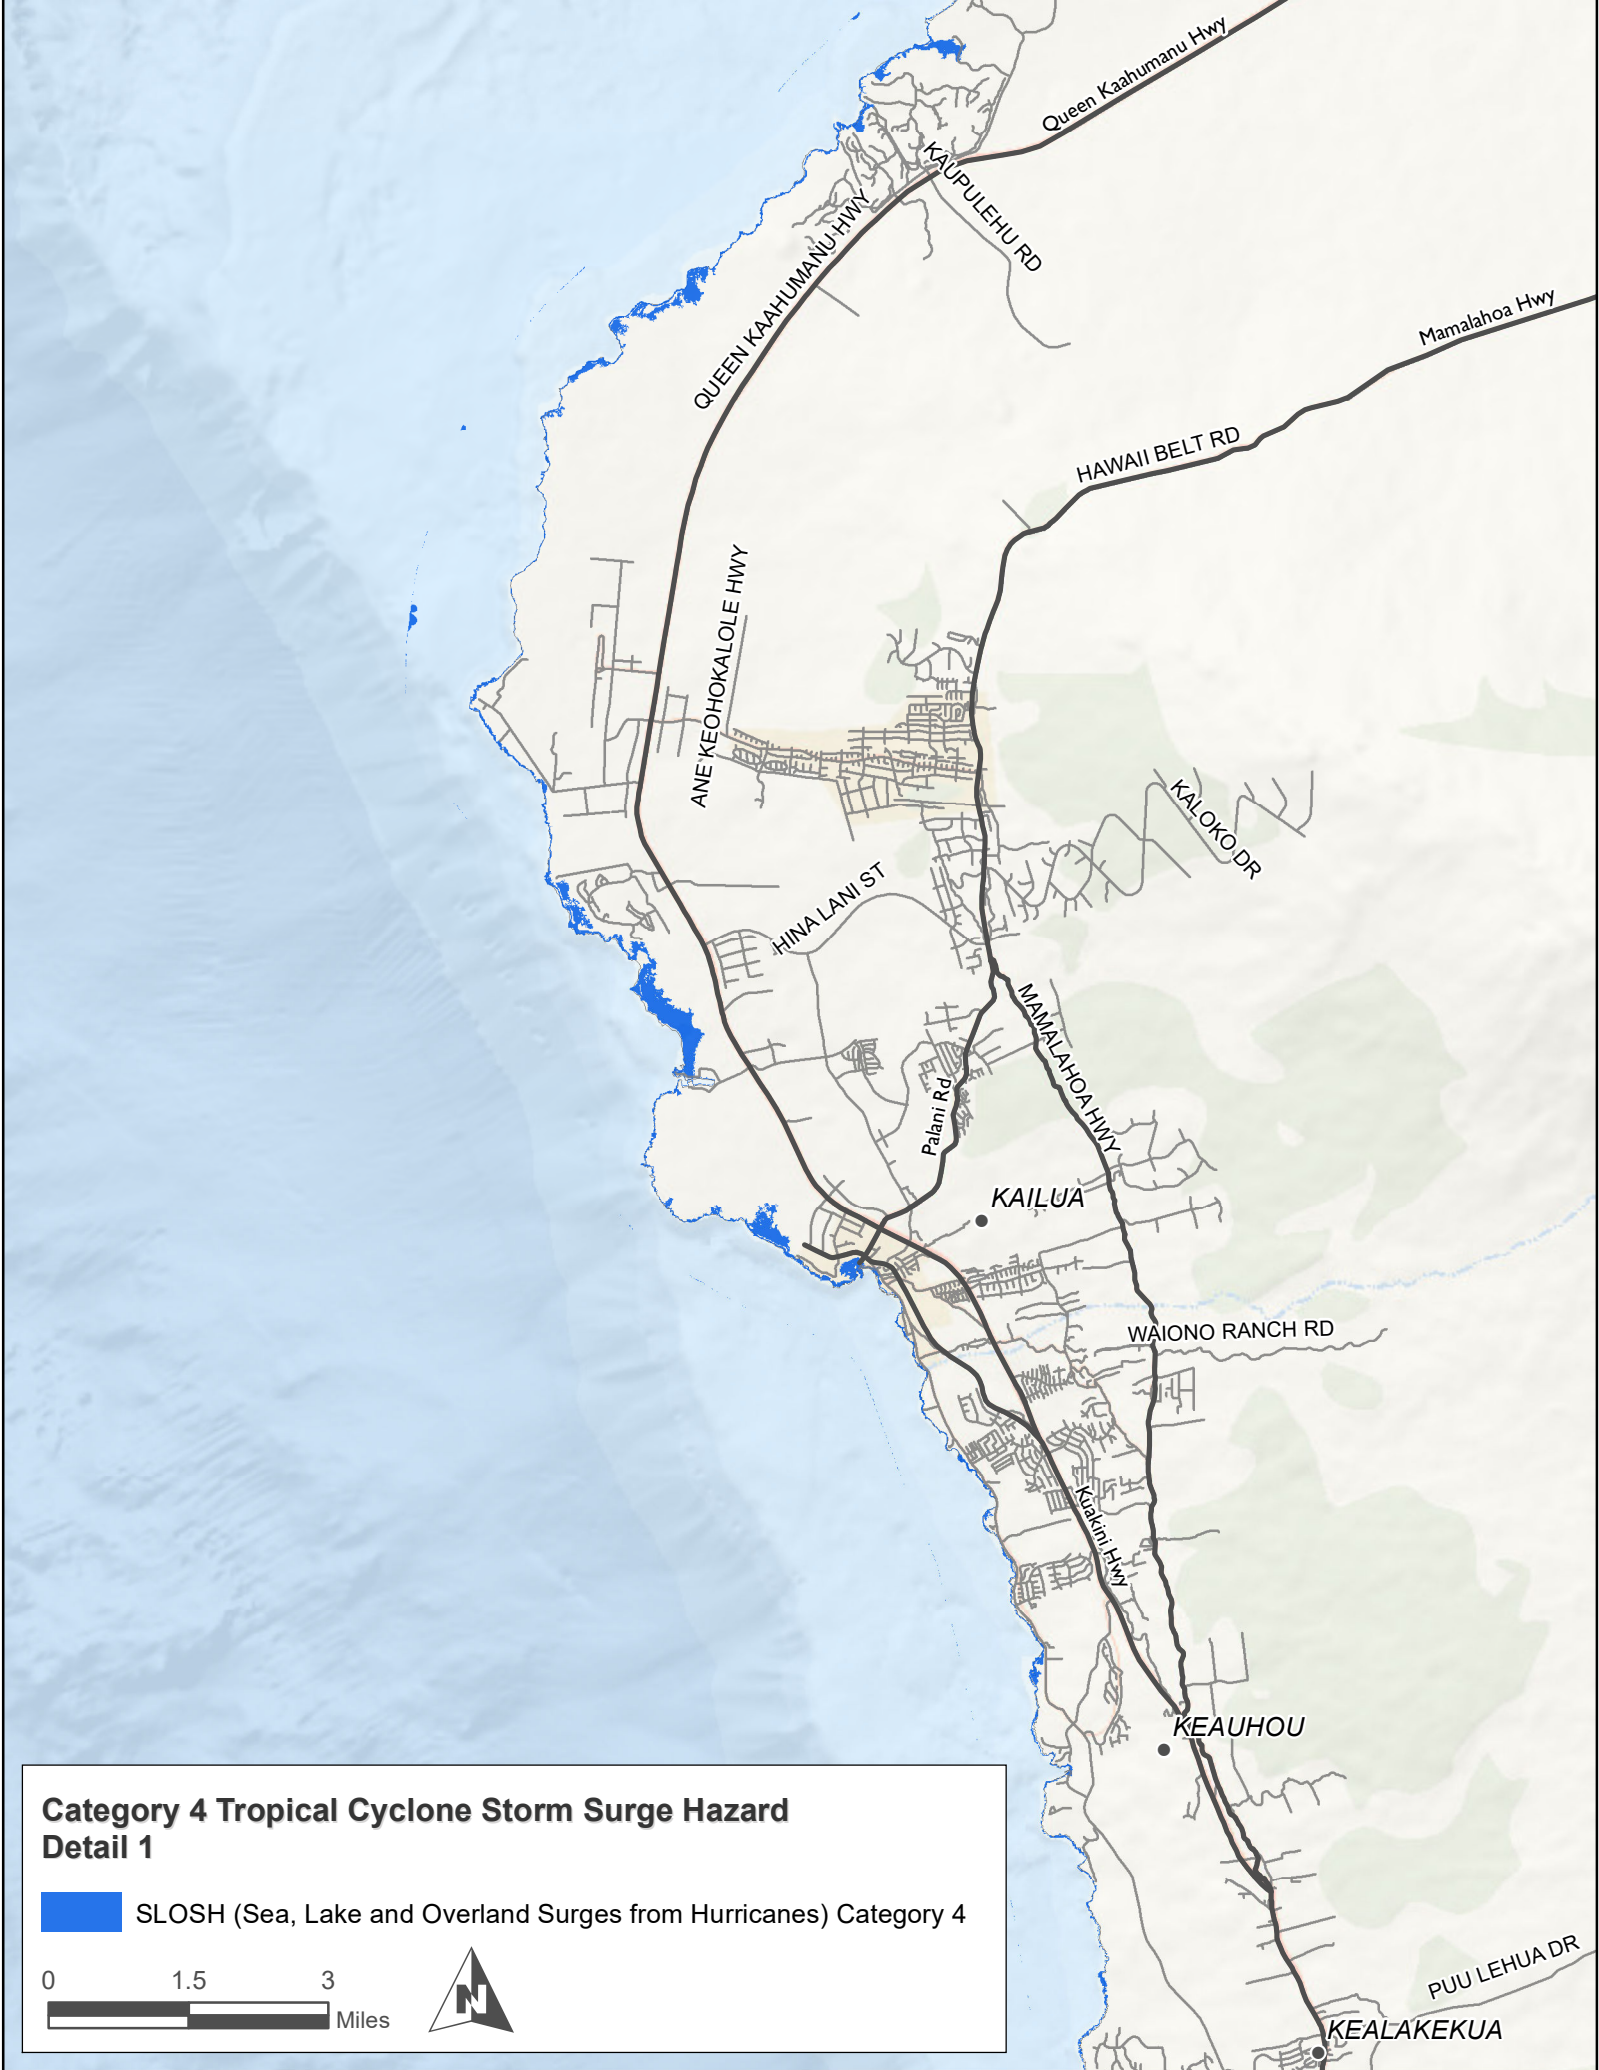 Queen Kaahumanu Hwy
KAUPULEHU RD
QUEEN KAAHUMANU HWY
Mamalahoa Hwy
HAWAII BELT RD
ANE KEOHOKALOLE HWY
KALOKO DR
HINA LANI ST
MAMALAHOA HWY
Palani Rd
KAILUA
WAIONO RANCH RD
Kuakini Hwy
KEAUHOU
PUU LEHUA DR
KEALAKEKUA
Category 4 Tropical Cyclone Storm Surge Hazard
Detail 1
SLOSH (Sea, Lake and Overland Surges from Hurricanes) Category 4
0 1.5 3
Miles
N